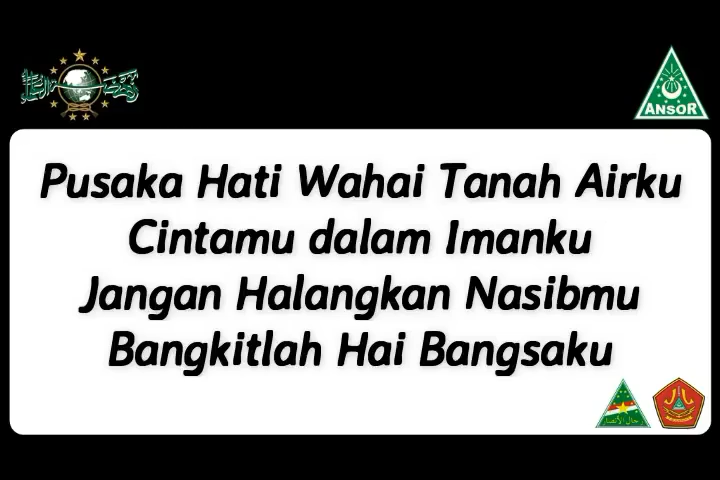 ANSOR
Pusaka Hati Wahai Tanah Airku
Cintamu dalam Imanku
Jangan Halangkan Nasibmu
Bangkitlah Hai Bangsaku